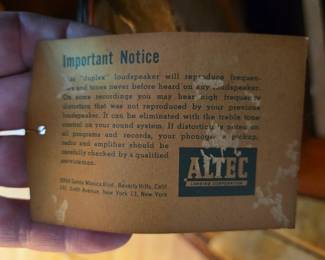 Important Notice
"duplex" loudspeaker will reproduce frequen-
and tones never before heard on any loudspeaker.
On some recordings you may hear high frequency
distortion that was not reproduced by your previous
loudspeaker. It can be eliminated with the treble tone
control on your sound system. If distortion is noted on
all programs and records, your phonograph pickup,
radio and amplifier should be
carefully checked by a qualified
serviceman.
Santa Monica Blvd., Beverly Hills, Calif.
161 Sixth Avenue, New York 13, New York
ALTEC
LANSING CORPORATION